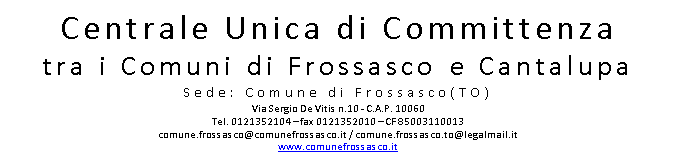 Centrale Unica di Committenza
tra i Comuni di Frossasco e Cantalupa
Sede: Comune di Frossasco(TO)
Via Sergio De Vitis n.10 - C.A.P. 10060
Tel. 0121352104 – fax 0121352010 – CF85003110013
comune.frossasco@comunefrossasco.it / comune.frossasco.to@legalmail.it
www.comunefrossasco.it